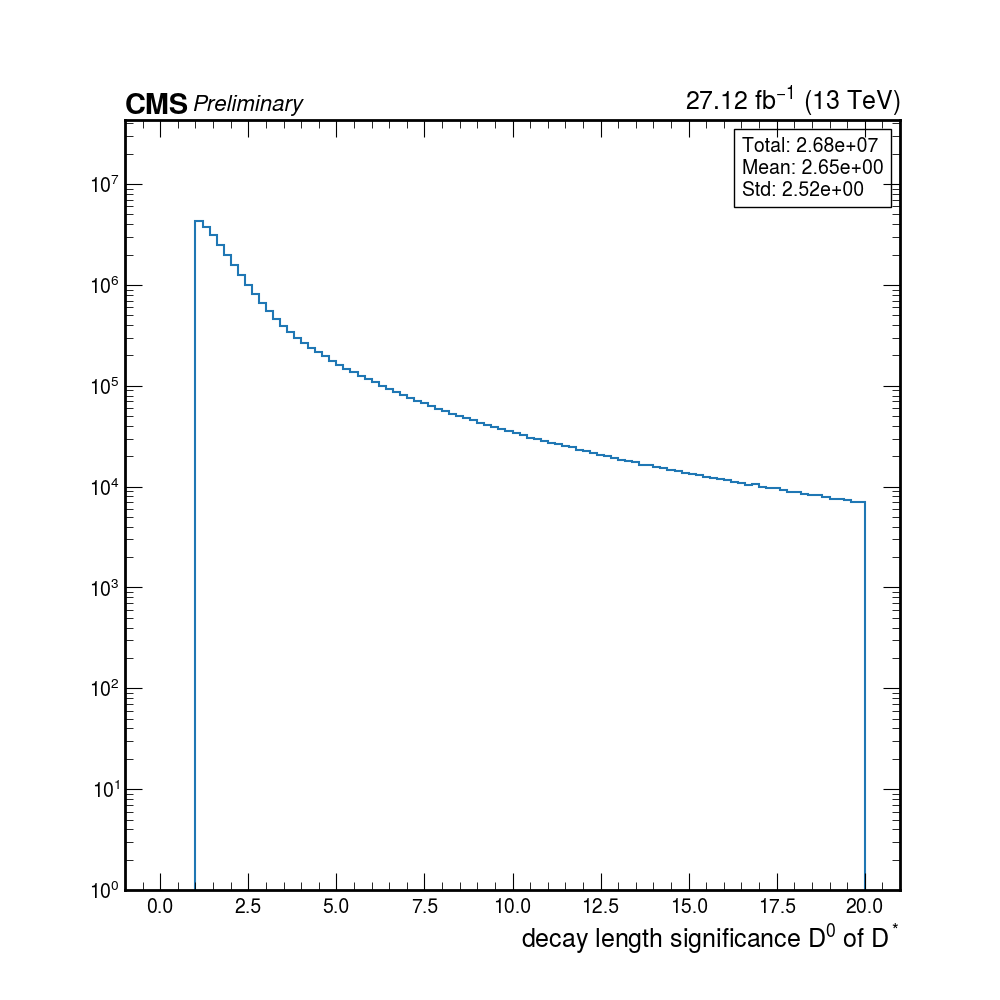 CMS Preliminary
27.12 fb⁻¹ (13 TeV)
Total: 2.68e+07
Mean: 2.65e+00
Std: 2.52e+00
10⁷
10⁶
10⁵
10⁴
10³
10²
10¹
10⁰
0.0 2.5 5.0 7.5 10.0 12.5 15.0 17.5 20.0
decay length significance D⁰ of D*